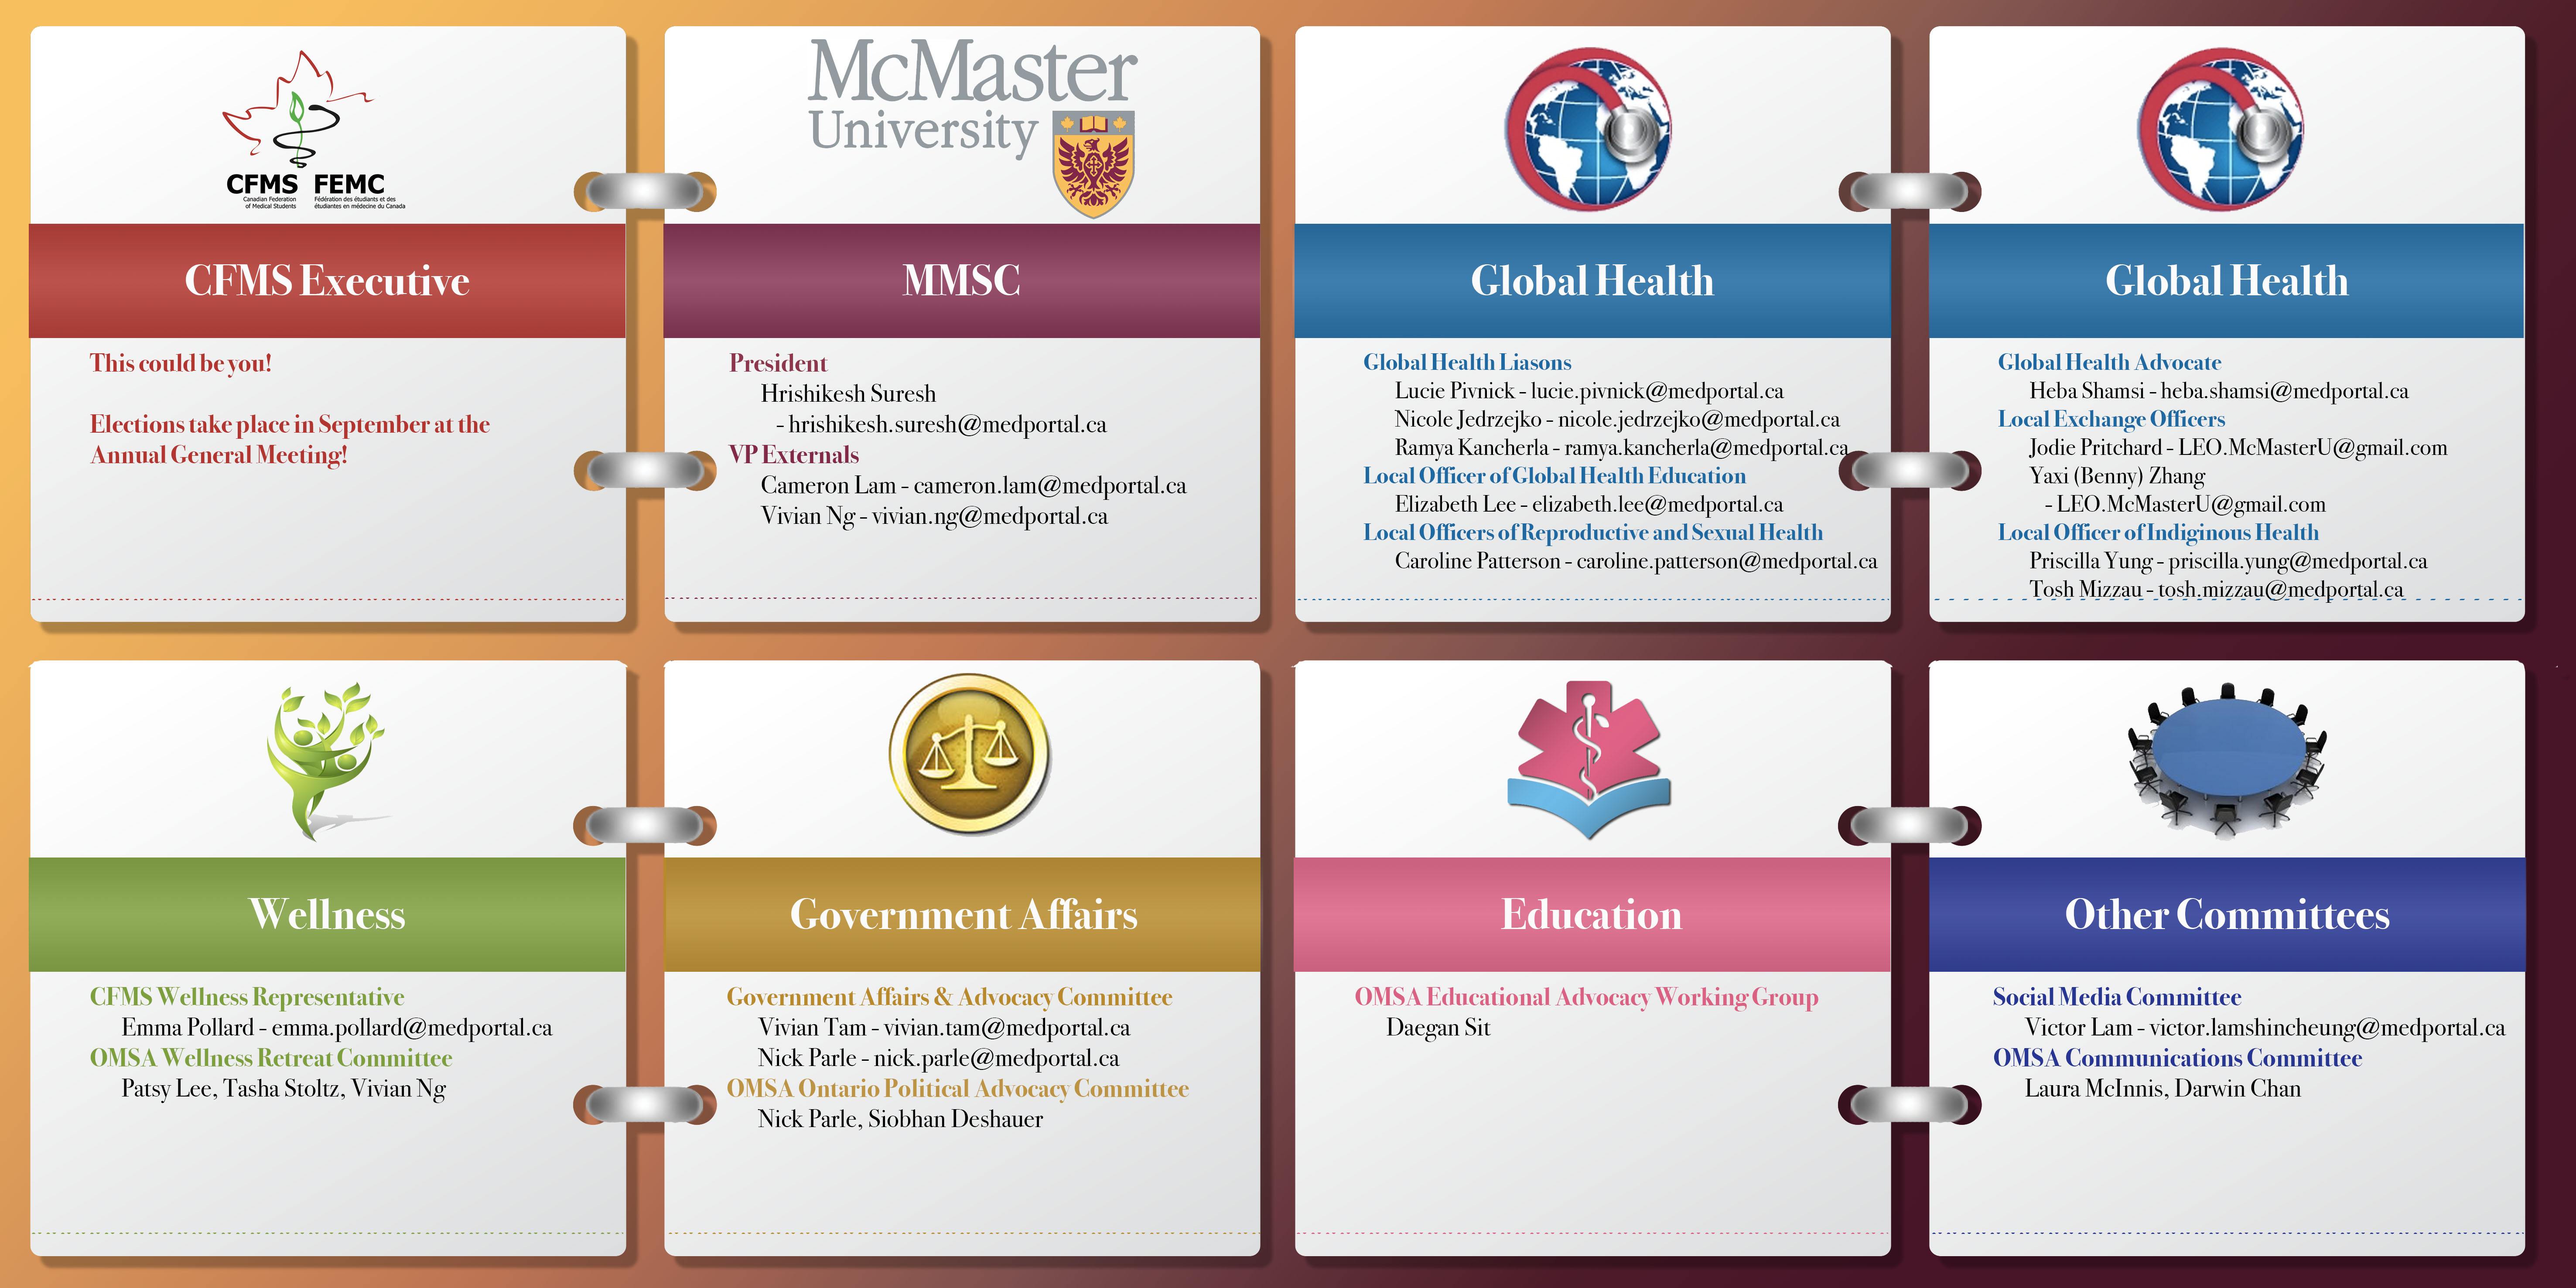 CFMS FEMC
Canadian Federation
of Medical Students
Fédération des étudiants et des
étudiantes en médecine du Canada
CFMS Executive
This could be you!
Elections take place in September at the
Annual General Meeting!
McMaster
University
MMSC
President
Hrishikesh Suresh
- hrishikesh.suresh@medportal.ca
VP Externals
Cameron Lam - cameron.lam@medportal.ca
Vivian Ng - vivian.ng@medportal.ca
Global Health
Global Health Liasons
Lucie Pivnick - lucie.pivnick@medportal.ca
Nicole Jedrzejko - nicole.jedrzejko@medportal.ca
Ramya Kancherla - ramya.kancherla@medportal.ca
Local Officer of Global Health Education
Elizabeth Lee - elizabeth.lee@medportal.ca
Local Officers of Reproductive and Sexual Health
Caroline Patterson - caroline.patterson@medportal.ca
Global Health
Global Health Advocate
Heba Shamsi - heba.shamsi@medportal.ca
Local Exchange Officers
Jodie Pritchard - LEO.McMasterU@gmail.com
Yaxi (Benny) Zhang
- LEO.McMasterU@gmail.com
Local Officer of Indiginous Health
Priscilla Yung - priscilla.yung@medportal.ca
Tosh Mizzau - tosh.mizzau@medportal.ca
Wellness
CFMS Wellness Representative
Emma Pollard - emma.pollard@medportal.ca
OMSA Wellness Retreat Committee
Patsy Lee, Tasha Stoltz, Vivian Ng
Government Affairs
Government Affairs & Advocacy Committee
Vivian Tam - vivian.tam@medportal.ca
Nick Parle - nick.parle@medportal.ca
OMSA Ontario Political Advocacy Committee
Nick Parle, Siobhan Deshauer
Education
OMSA Educational Advocacy Working Group
Daegan Sit
Other Committees
Social Media Committee
Victor Lam - victor.lamshincheung@medportal.ca
OMSA Communications Committee
Laura McInnis, Darwin Chan